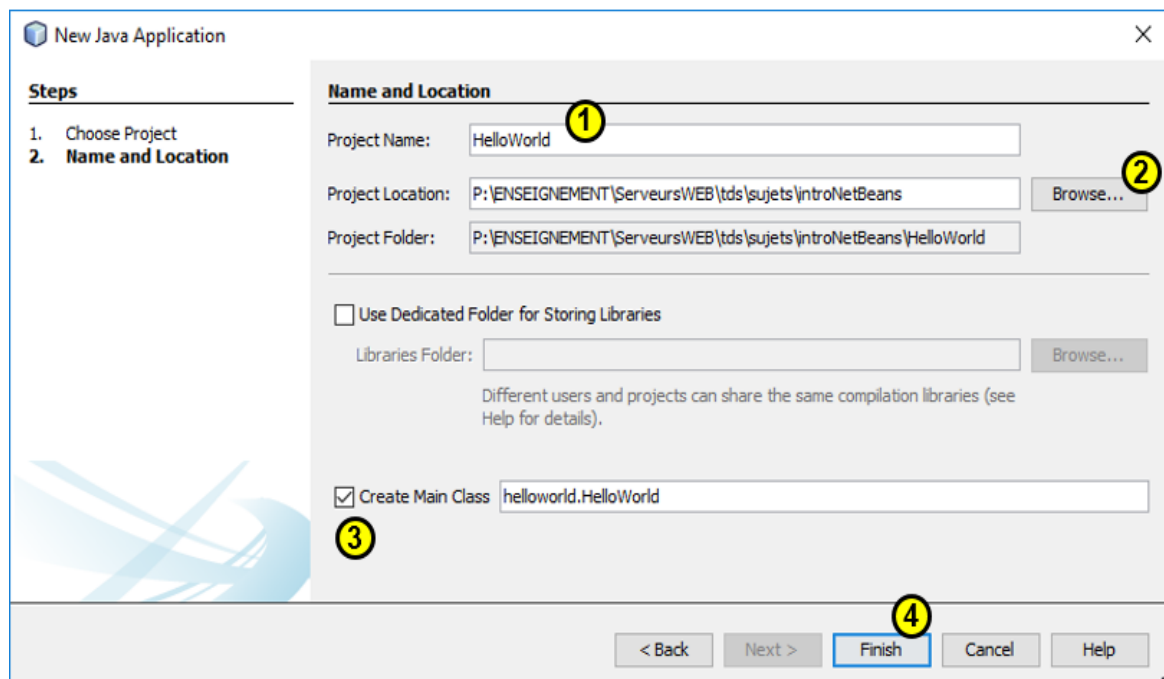 New Java Application
Steps
1. Choose Project
2. Name and Location
Name and Location
1
Project Name: HelloWorld
2
Project Location: P:\ENSEIGNEMENT\ServeursWEB\tds\sujets\introNetBeans Browse...
Project Folder: P:\ENSEIGNEMENT\ServeursWEB\tds\sujets\introNetBeans\HelloWorld
Use Dedicated Folder for Storing Libraries
Libraries Folder: Browse...
Different users and projects can share the same compilation libraries (see
Help for details).
Create Main Class helloworld.HelloWorld
3
4
< Back Next > Finish Cancel Help